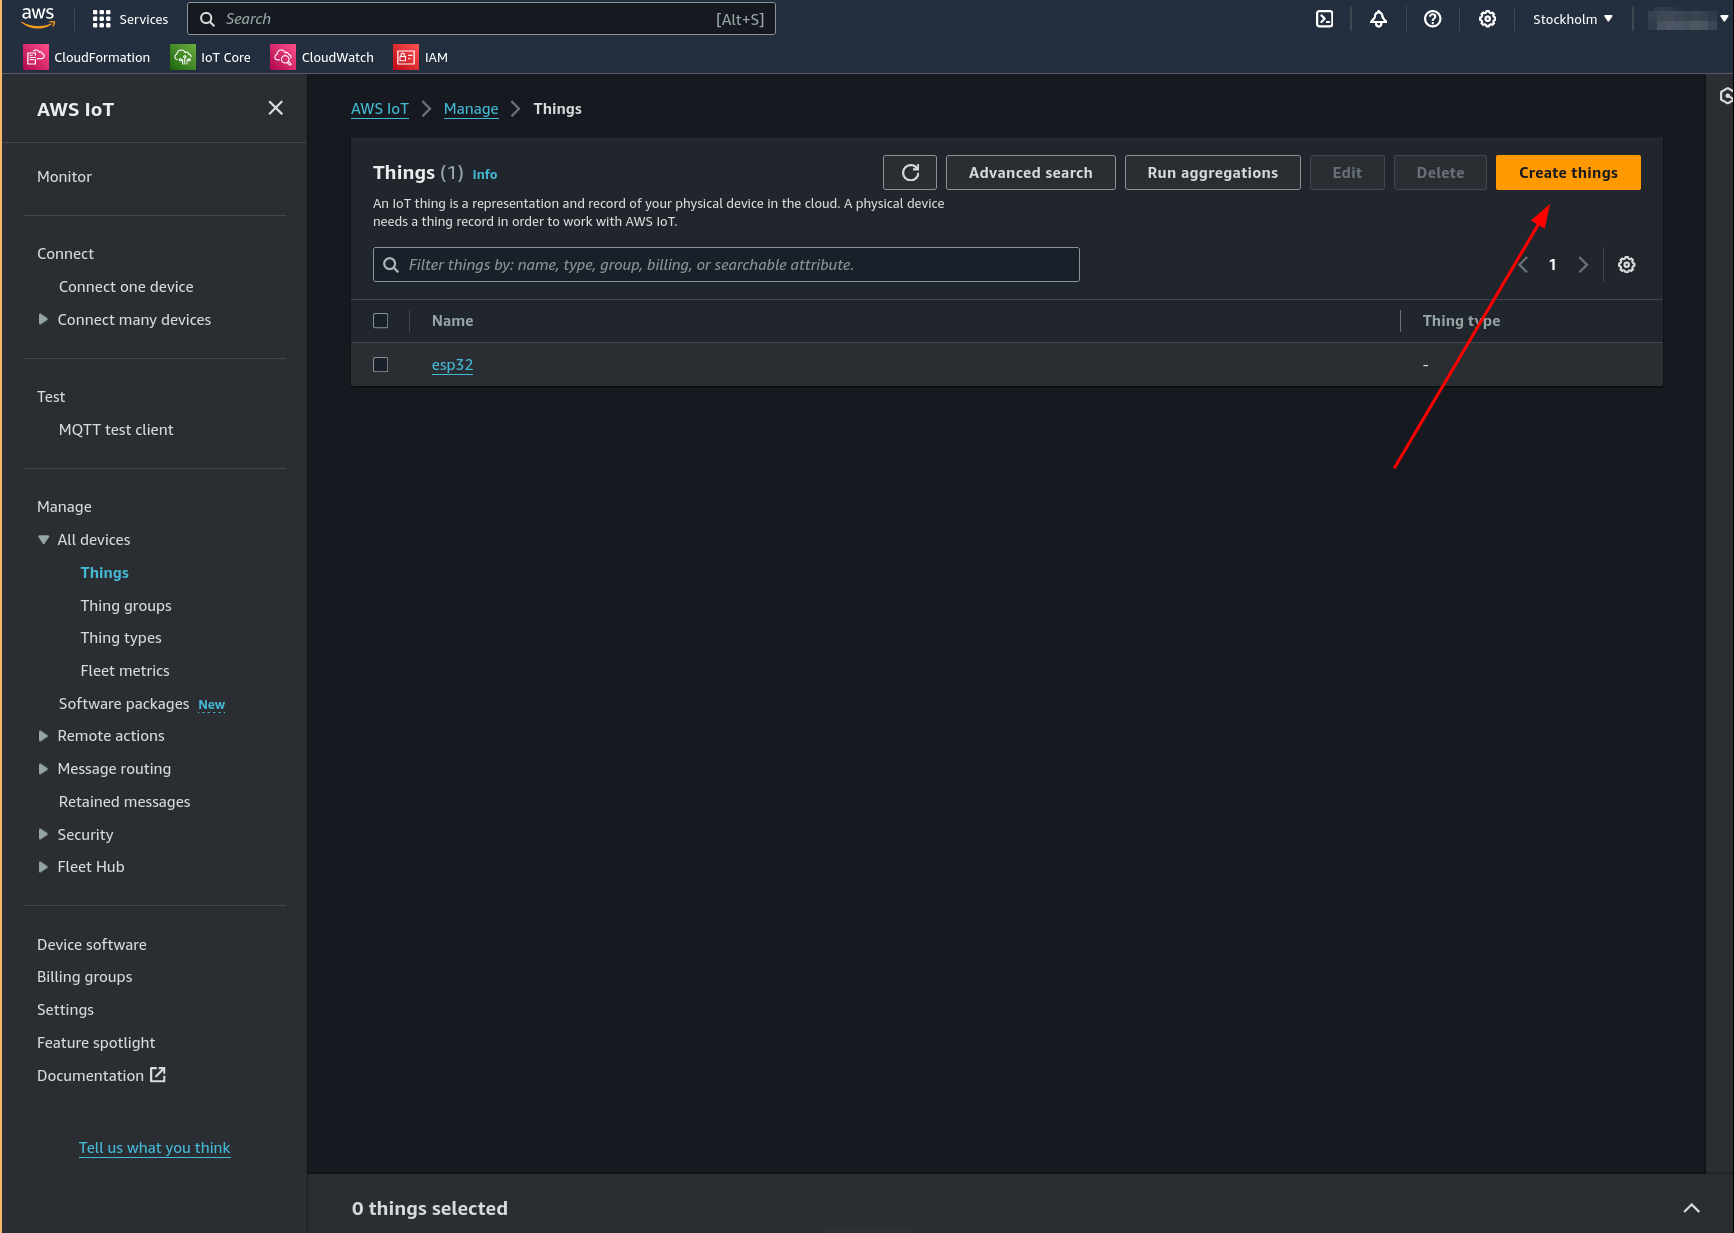 aws
Services
Search [Alt+S]
Stockholm
CloudFormation
IoT Core
CloudWatch
IAM
AWS IoT
Monitor
Connect
Connect one device
Connect many devices
Test
MQTT test client
Manage
All devices
Things
Thing groups
Thing types
Fleet metrics
Software packages New
Remote actions
Message routing
Retained messages
Security
Fleet Hub
Device software
Billing groups
Settings
Feature spotlight
Documentation
Tell us what you think
AWS IoT Manage Things
Things (1) Info
Advanced search
Run aggregations
Edit
Delete
Create things
An IoT thing is a representation and record of your physical device in the cloud. A physical device
needs a thing record in order to work with AWS IoT.
Filter things by: name, type, group, billing, or searchable attribute.
1
Name Thing type
esp32 -
0 things selected